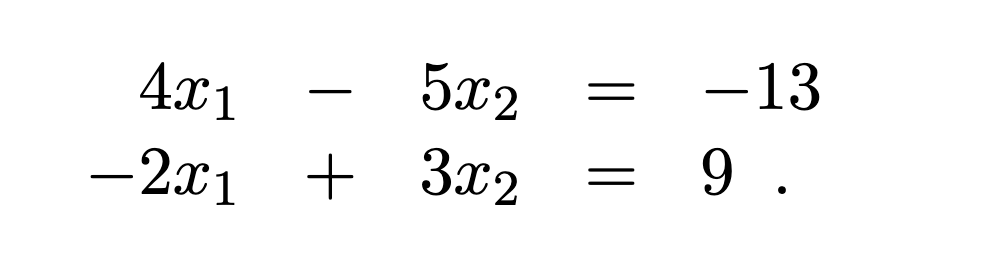 4x₁ − 5x₂ = −13
−2x₁ + 3x₂ = 9 .